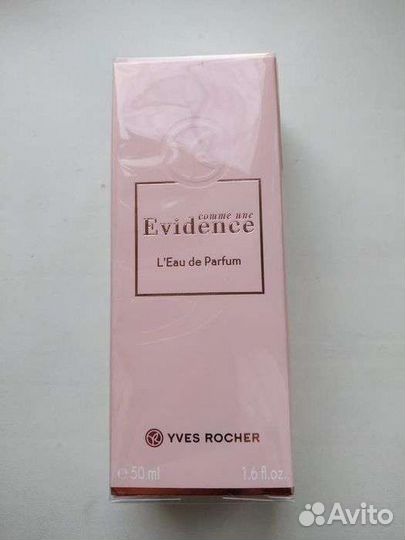 comme une
Evidence
L'Eau de Parfum
YVES ROCHER
℮ 50 ml 1.6 fl.oz.
Avito